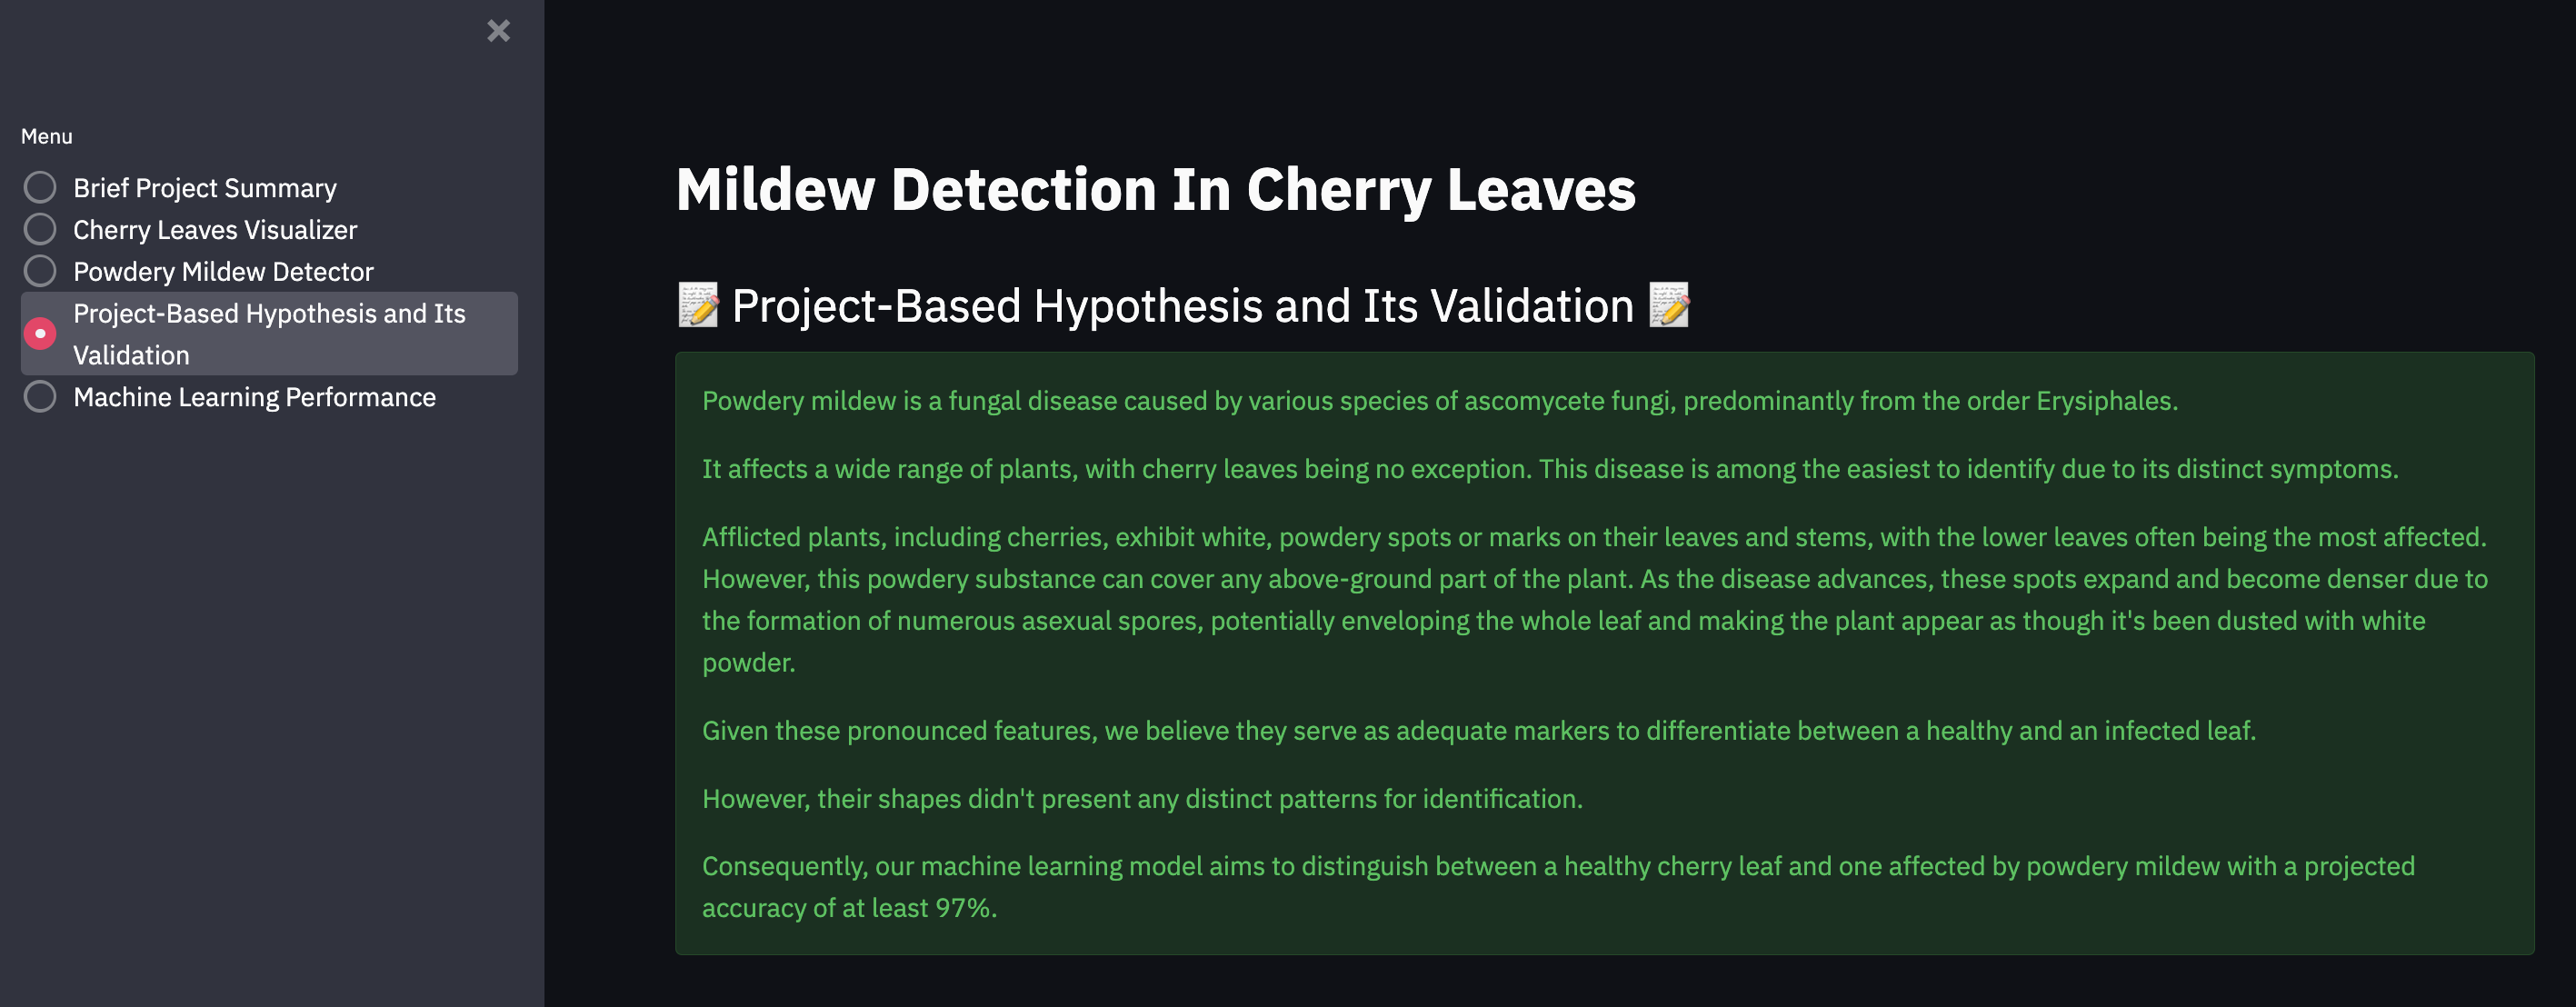 Menu
Brief Project Summary
Cherry Leaves Visualizer
Powdery Mildew Detector
Project-Based Hypothesis and Its
Validation
Machine Learning Performance
Mildew Detection In Cherry Leaves
Project-Based Hypothesis and Its Validation
Powdery mildew is a fungal disease caused by various species of ascomycete fungi, predominantly from the order Erysiphales.
It affects a wide range of plants, with cherry leaves being no exception. This disease is among the easiest to identify due to its distinct symptoms.
Afflicted plants, including cherries, exhibit white, powdery spots or marks on their leaves and stems, with the lower leaves often being the most affected.
However, this powdery substance can cover any above-ground part of the plant. As the disease advances, these spots expand and become denser due to
the formation of numerous asexual spores, potentially enveloping the whole leaf and making the plant appear as though it's been dusted with white
powder.
Given these pronounced features, we believe they serve as adequate markers to differentiate between a healthy and an infected leaf.
However, their shapes didn't present any distinct patterns for identification.
Consequently, our machine learning model aims to distinguish between a healthy cherry leaf and one affected by powdery mildew with a projected
accuracy of at least 97%.